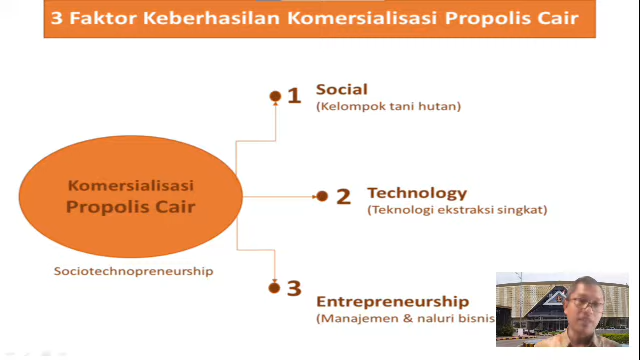 3 Faktor Keberhasilan Komersialisasi Propolis Cair
1 Social
(Kelompok tani hutan)
Komersialisasi
Propolis Cair
2 Technology
(Teknologi ekstraksi singkat)
Sociotechnopreneurship
3
Entrepreneurship
(Manajemen & naluri bisnis